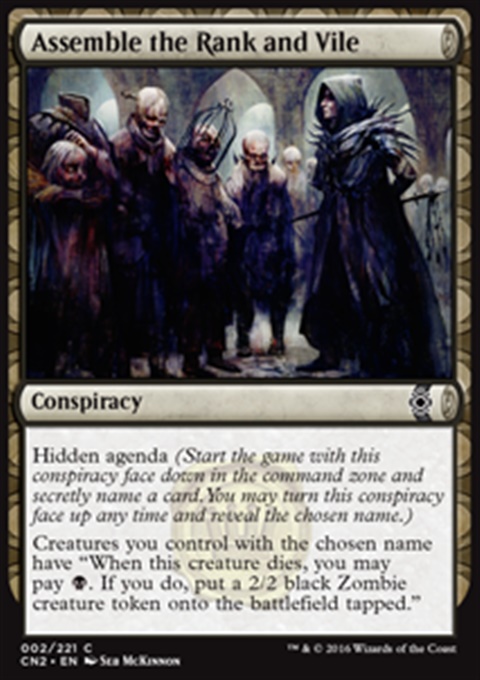 Assemble the Rank and Vile
Conspiracy
Hidden agenda (Start the game with this
conspiracy face down in the command zone and
secretly name a card. You may turn this conspiracy
face up any time and reveal the chosen name.)
Creatures you control with the chosen name
have “When this creature dies, you may
pay . If you do, put a 2/2 black Zombie
creature token onto the battlefield tapped.”
002/221 C
CN2 • EN Seb McKinnon
™ & © 2016 Wizards of the Coast